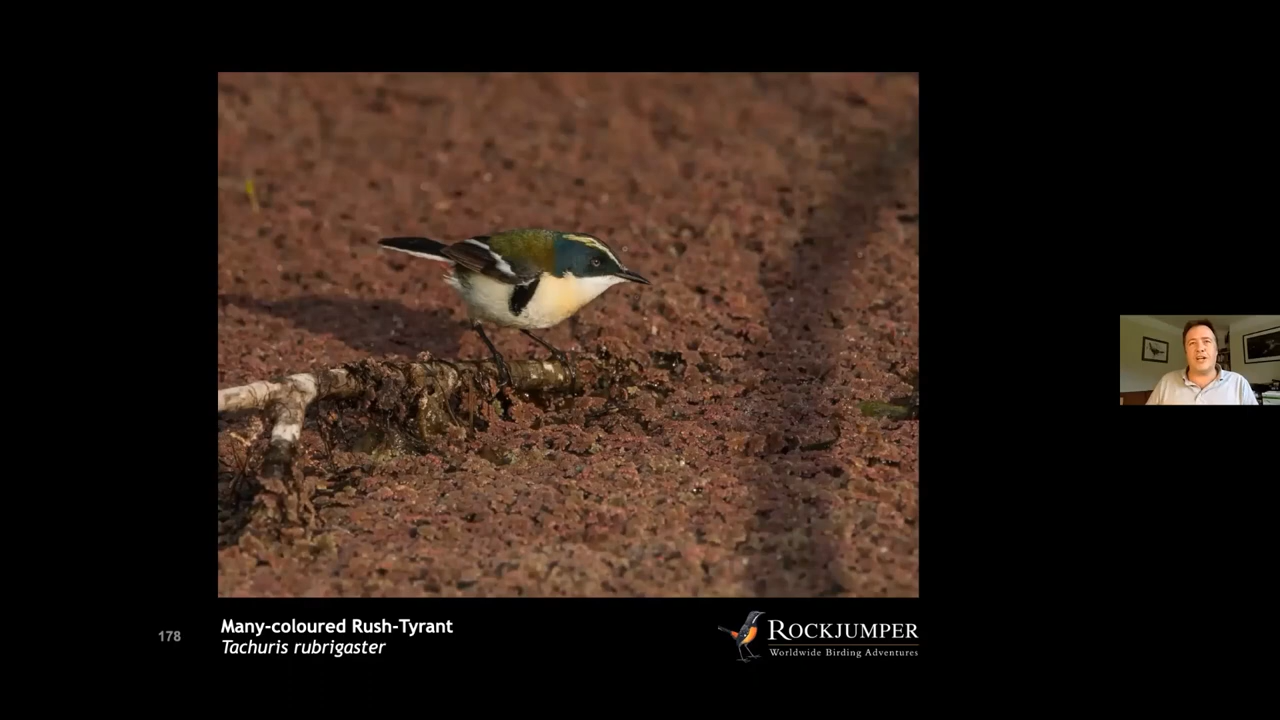 178
Many-coloured Rush-Tyrant
Tachuris rubrigaster
ROCKJUMPER
Worldwide Birding Adventures